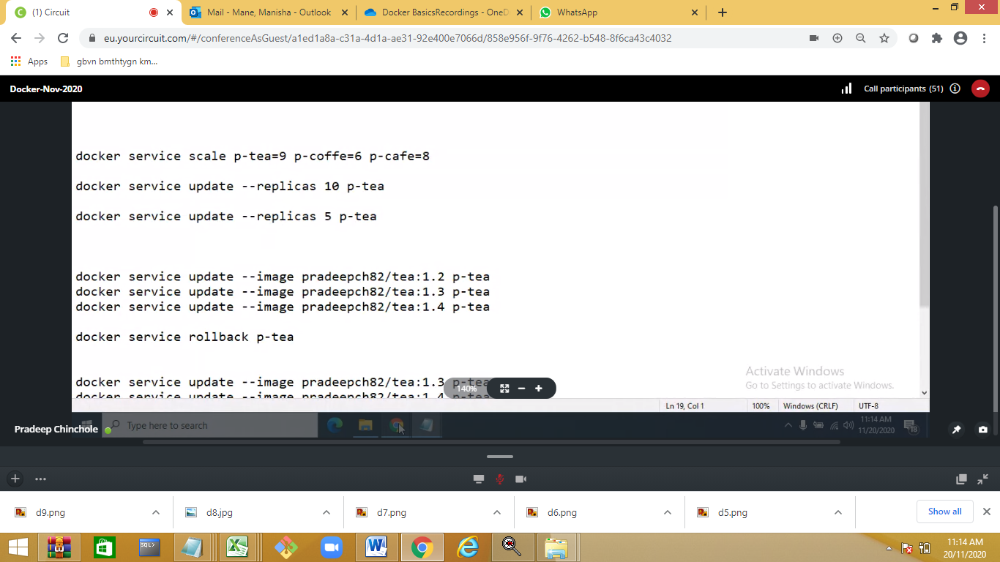 (1) Circuit
Mail - Mane, Manisha - Outlook
Docker BasicsRecordings - OneD
WhatsApp
eu.yourcircuit.com/#/conferenceAsGuest/a1ed1a8a-c31a-4d1a-ae31-92e400e7066d/858e956f-9f76-4262-b548-8f6ca43c4032
Apps
gbvn bmthtygn km...
Docker-Nov-2020
Call participants (51)
docker service scale p-tea=9 p-coffe=6 p-cafe=8
docker service update --replicas 10 p-tea
docker service update --replicas 5 p-tea
docker service update --image pradeepch82/tea:1.2 p-tea
docker service update --image pradeepch82/tea:1.3 p-tea
docker service update --image pradeepch82/tea:1.4 p-tea
docker service rollback p-tea
Activate Windows
Go to Settings to activate Windows.
docker service update --image pradeepch82/tea:1.3 p-tea
140%
docker service update --image pradeepch82/tea:1.4 p-tea
Ln 19, Col 1
100%
Windows (CRLF)
UTF-8
Pradeep Chinchole
Type here to search
11:14 AM
11/20/2020
18
d9.png
d8.jpg
d7.png
d6.png
d5.png
Show all
SQL>
11:14 AM
20/11/2020